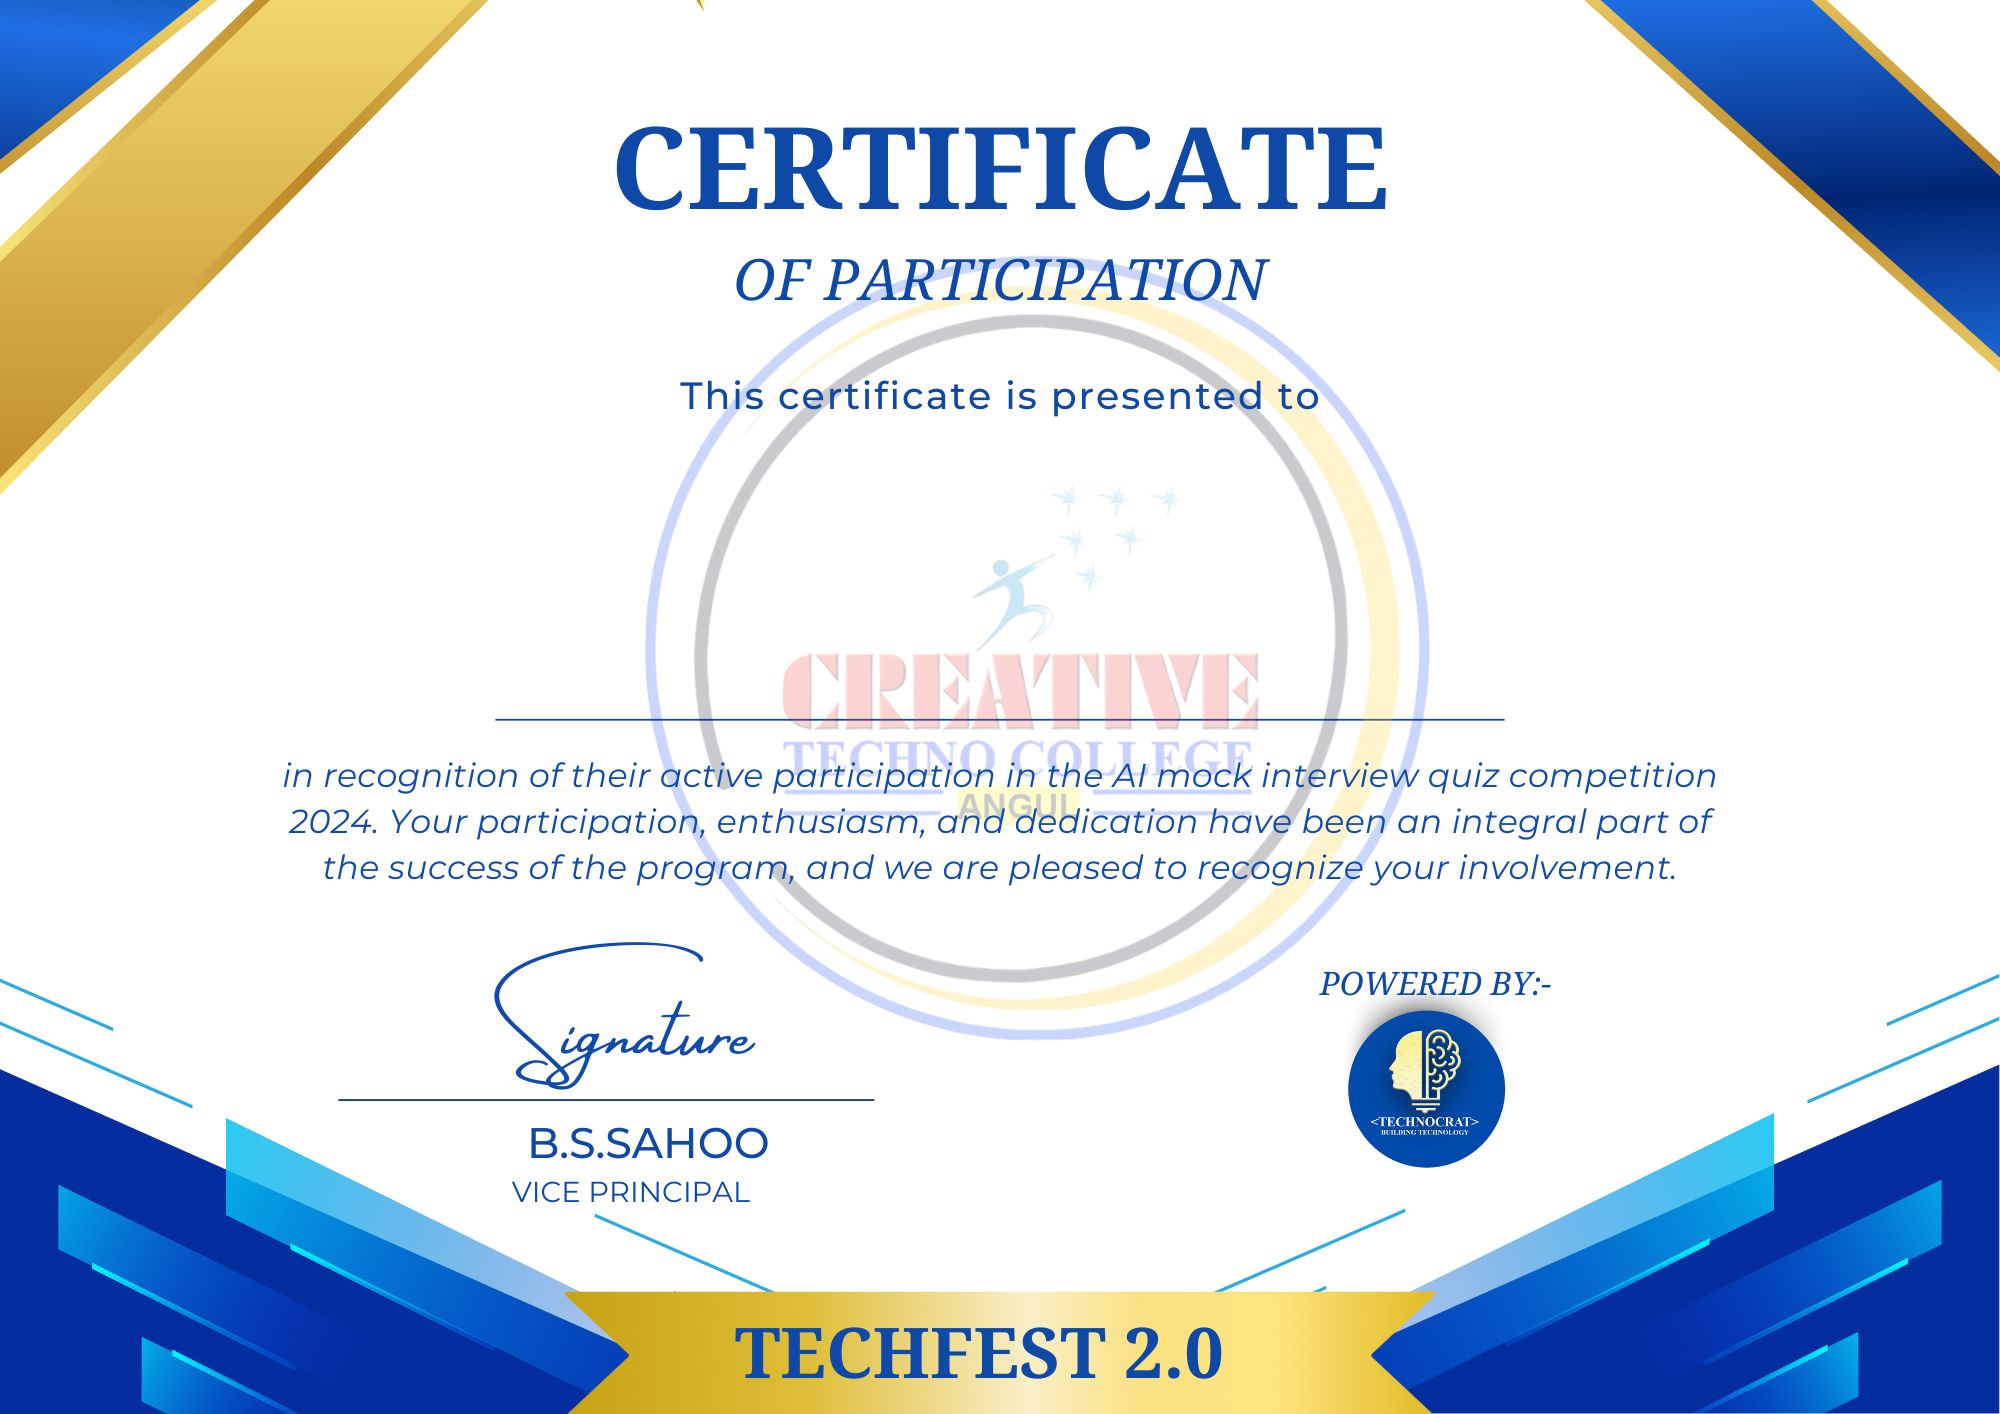 CERTIFICATE
OF PARTICIPATION
This certificate is presented to
CREATIVE
TECHNO COLLEGE
ANGUL
in recognition of their active participation in the AI mock interview quiz competition
2024. Your participation, enthusiasm, and dedication have been an integral part of
the success of the program, and we are pleased to recognize your involvement.
Signature
B.S.SAHOO
VICE PRINCIPAL
POWERED BY:-
<TECHNOCRAT>
BUILDING TECHNOLOGY
TECHFEST 2.0